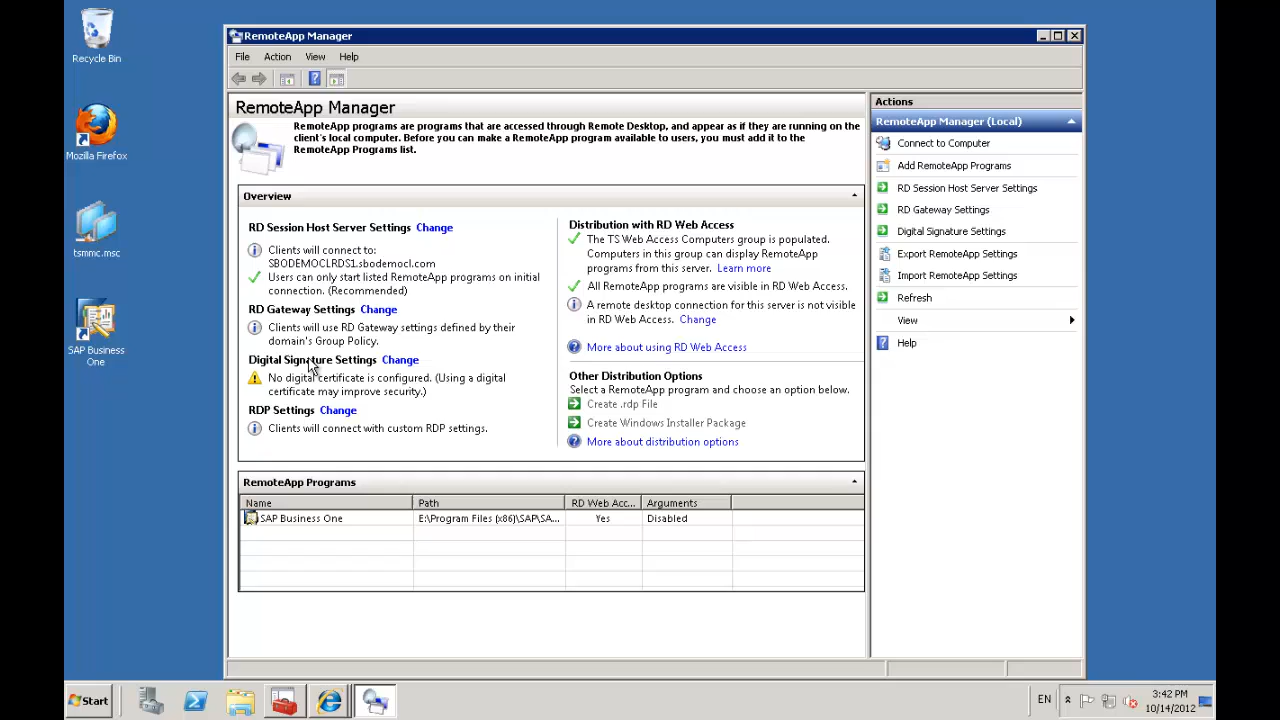 Recycle Bin
Mozilla Firefox
tsmmc.msc
SAP Business
One
RemoteApp Manager
File Action View Help
RemoteApp Manager
RemoteApp programs are programs that are accessed through Remote Desktop, and appear as if they are running on the
client's local computer. Before you can make a RemoteApp program available to users, you must add it to the
RemoteApp Programs list.
Overview
RD Session Host Server Settings Change
Clients will connect to:
SBODEMOCLRDS1.sbodemocl.com
Users can only start listed RemoteApp programs on initial
connection. (Recommended)
RD Gateway Settings Change
Clients will use RD Gateway settings defined by their
domain's Group Policy.
Digital Signature Settings Change
No digital certificate is configured. (Using a digital
certificate may improve security.)
RDP Settings Change
Clients will connect with custom RDP settings.
Distribution with RD Web Access
The TS Web Access Computers group is populated.
Computers in this group can display RemoteApp
programs from this server. Learn more
All RemoteApp programs are visible in RD Web Access.
A remote desktop connection for this server is not visible
in RD Web Access. Change
More about using RD Web Access
Other Distribution Options
Select a RemoteApp program and choose an option below.
Create .rdp File
Create Windows Installer Package
More about distribution options
RemoteApp Programs
Name Path RD Web Acc... Arguments
SAP Business One E:\Program Files (x86)\SAP\SA... Yes Disabled
Actions
RemoteApp Manager (Local)
Connect to Computer
Add RemoteApp Programs
RD Session Host Server Settings
RD Gateway Settings
Digital Signature Settings
Export RemoteApp Settings
Import RemoteApp Settings
Refresh
View
Help
Start
EN
3:42 PM
10/14/2012